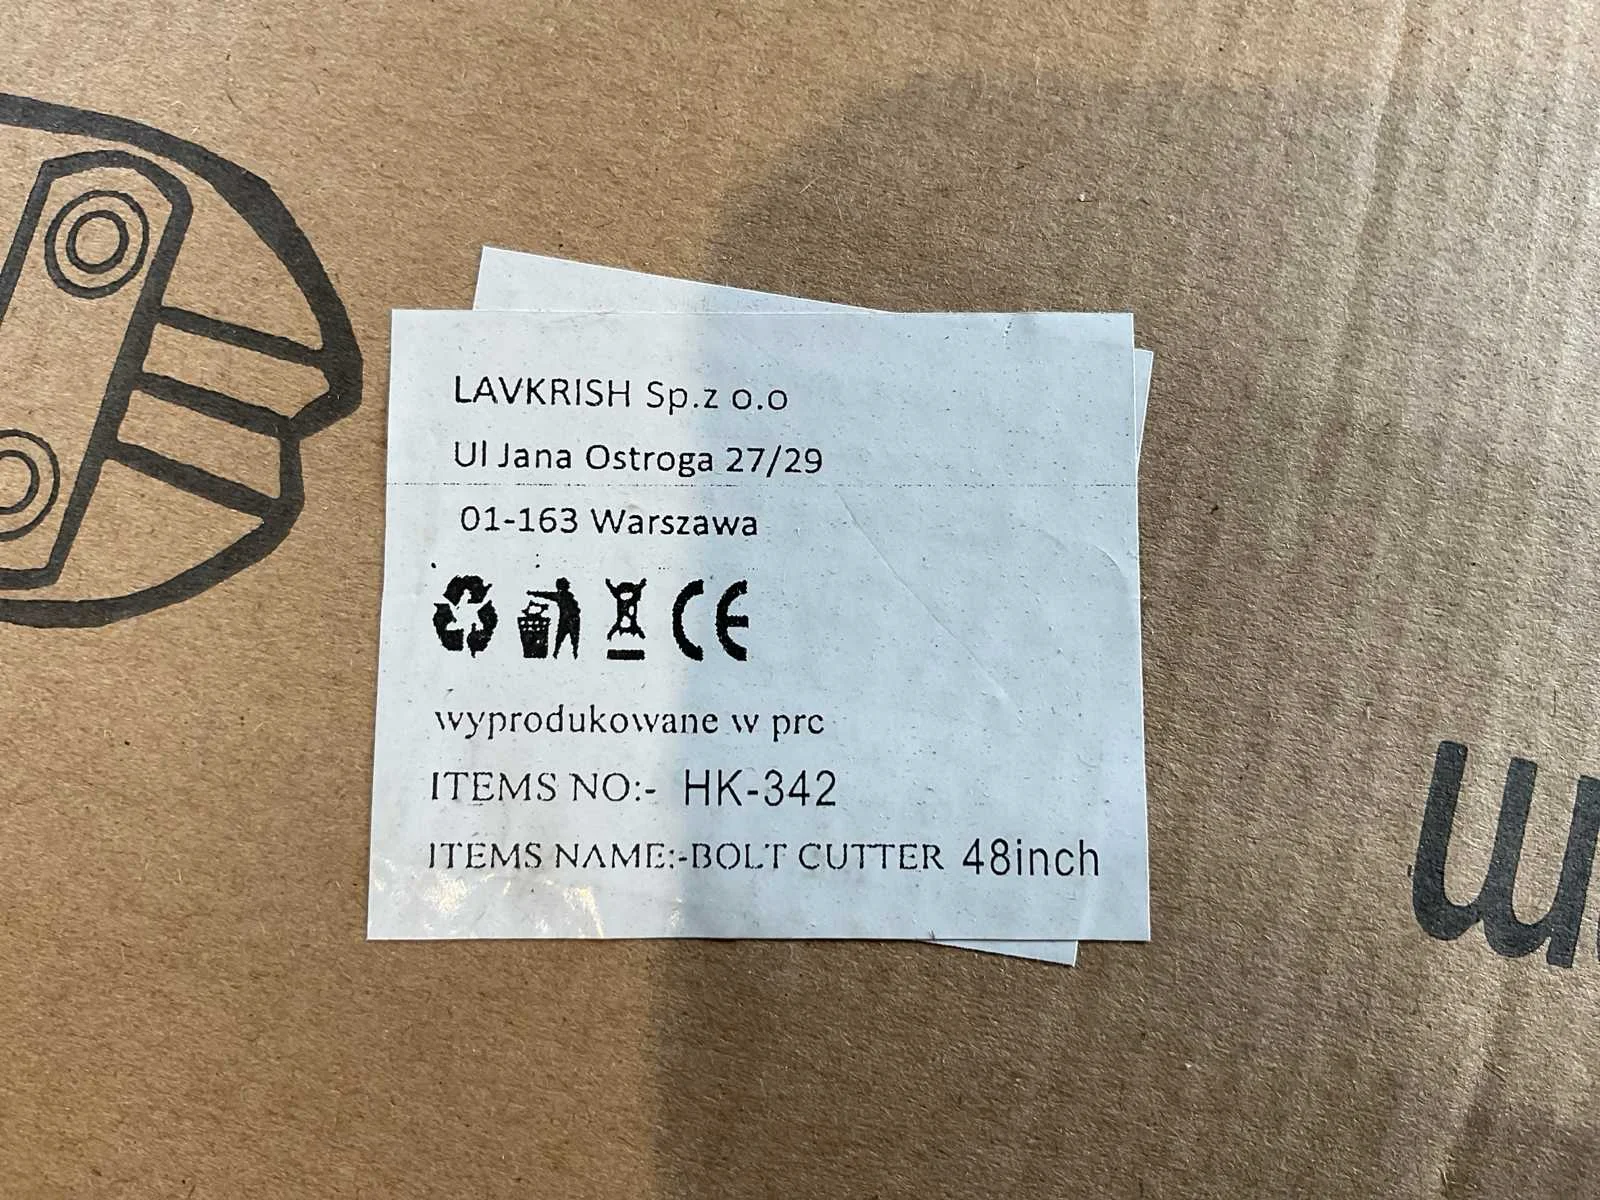 LAVKRISH Sp.z o.o
Ul Jana Ostroga 27/29
01-163 Warszawa
CE
wyprodukowane w prc
ITEMS NO:- HK-342
ITEMS NAME:-BOLT CUTTER 48inch